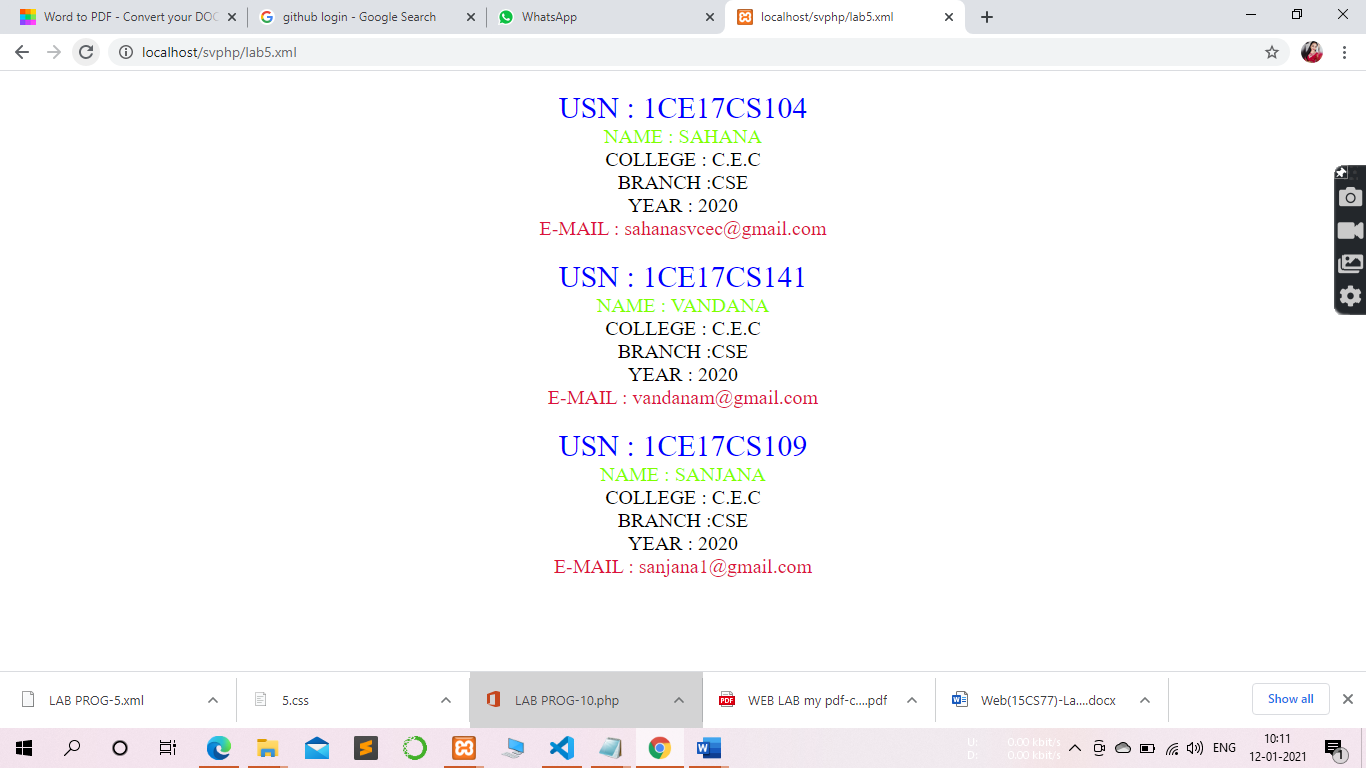 Word to PDF - Convert your DOC
github login - Google Search
WhatsApp
localhost/svphp/lab5.xml
localhost/svphp/lab5.xml
USN : 1CE17CS104
NAME : SAHANA
COLLEGE : C.E.C
BRANCH :CSE
YEAR : 2020
E-MAIL : sahanasvcec@gmail.com
USN : 1CE17CS141
NAME : VANDANA
COLLEGE : C.E.C
BRANCH :CSE
YEAR : 2020
E-MAIL : vandanam@gmail.com
USN : 1CE17CS109
NAME : SANJANA
COLLEGE : C.E.C
BRANCH :CSE
YEAR : 2020
E-MAIL : sanjana1@gmail.com
LAB PROG-5.xml
5.css
LAB PROG-10.php
PDF
WEB LAB my pdf-c....pdf
Web(15CS77)-La....docx
Show all
U: 0.00 kbit/s
D: 0.00 kbit/s
ENG
10:11
12-01-2021
1